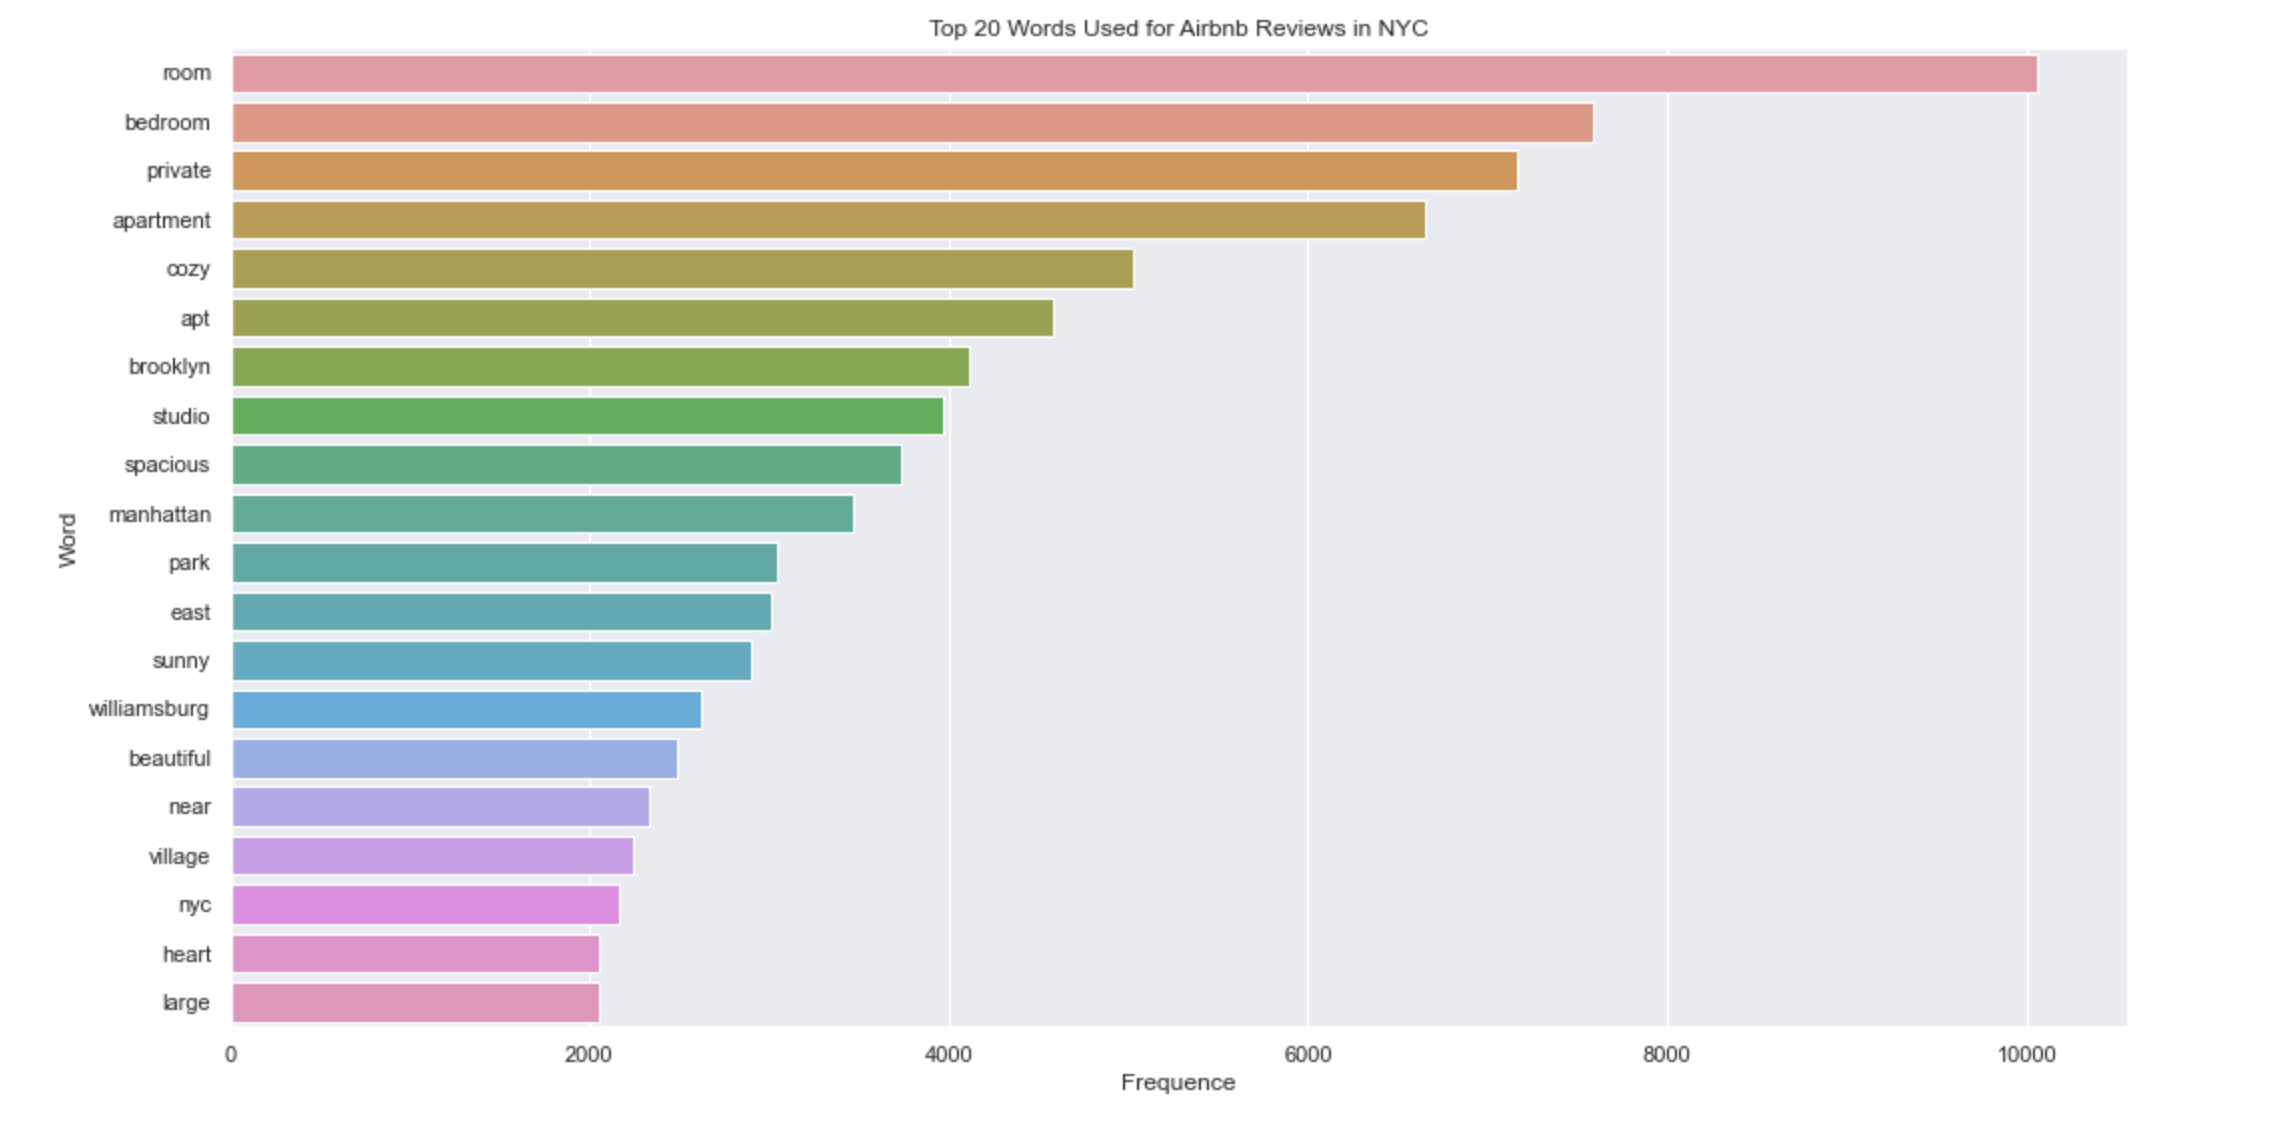 Top 20 Words Used for Airbnb Reviews in NYC
room
bedroom
private
apartment
cozy
apt
brooklyn
studio
spacious
manhattan
park
east
sunny
williamsburg
beautiful
near
village
nyc
heart
large
Word
0 2000 4000 6000 8000 10000
Frequence